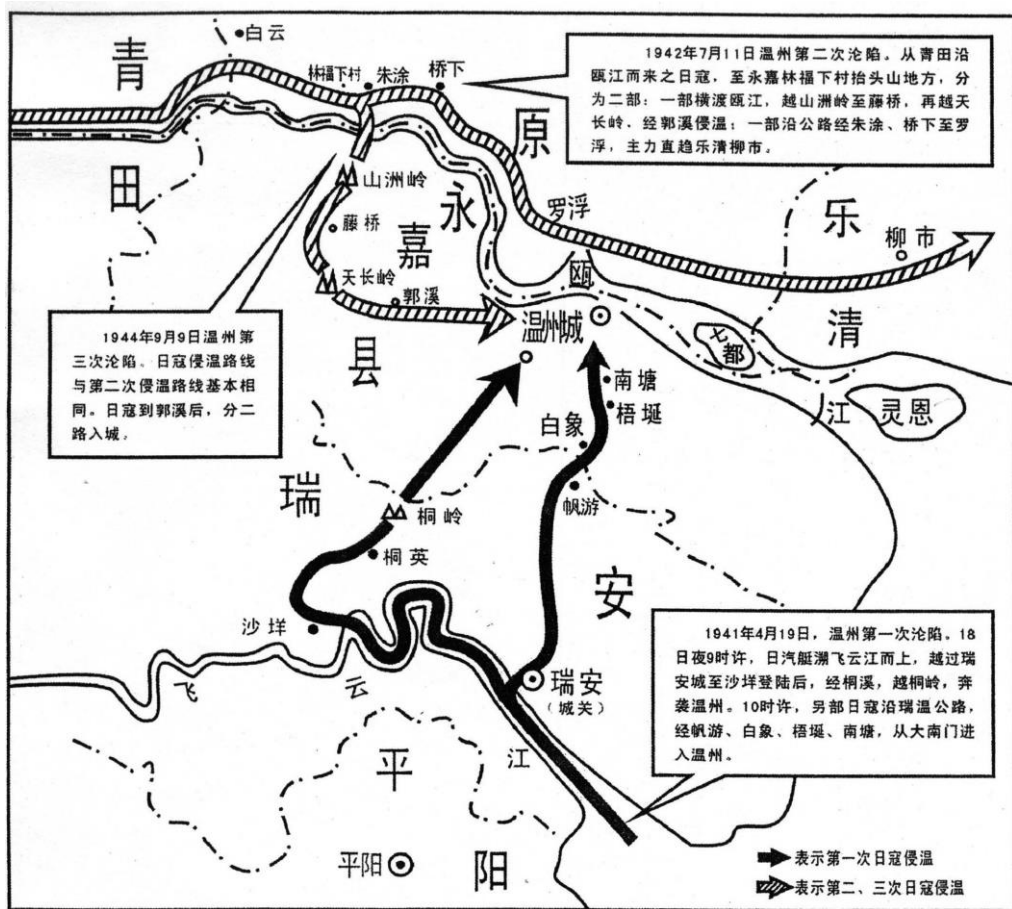 白云
青
田
林福下村
朱涂
桥下
1942年7月11日温州第二次沦陷。从青田沿
瓯江而来之日寇，至永嘉林福下村抬头山地方，分
为二部：一部横渡瓯江，越山洲岭至藤桥，再越天
长岭、经郭溪侵温；一部沿公路经朱涂、桥下至罗
浮，主力直趋乐清柳市。
原
永
嘉
县
山洲岭
藤桥
天长岭
郭溪
罗浮
乐
清
柳市
瓯
江
七都
灵恩
温州城
1944年9月9日温州第
三次沦陷。日寇侵温路线
与第二次侵温路线基本相
同。日寇到郭溪后，分二
路入城。
南塘
梧埏
白象
帆游
瑞
安
桐岭
桐英
沙垟
飞
云
江
瑞安
（城关）
1941年4月19日，温州第一次沦陷。18
日夜9时许，日汽艇溯飞云江而上，越过瑞
安城至沙垟登陆后，经桐溪，越桐岭，奔
袭温州。10时许，另部日寇沿瑞温公路，
经帆游、白象、梧埏、南塘，从大南门进
入温州。
平
阳
平阳
表示第一次日寇侵温
表示第二、三次日寇侵温